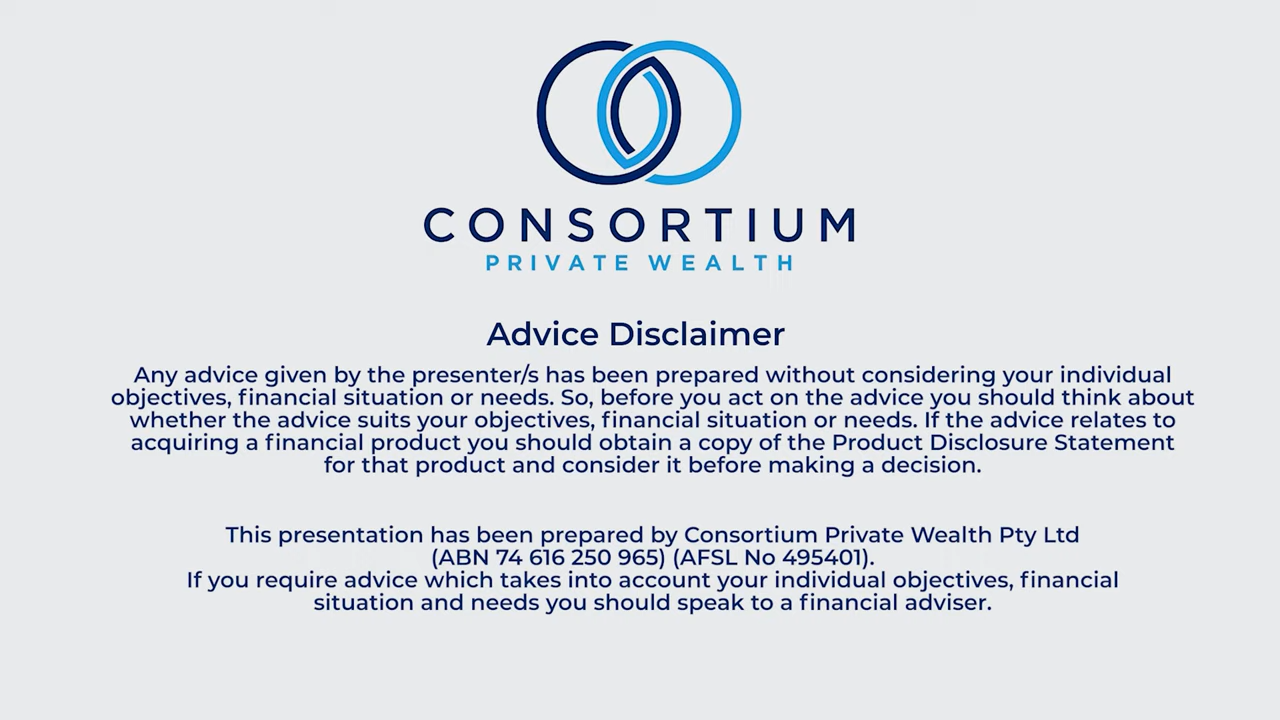 CONSORTIUM
PRIVATE WEALTH
Advice Disclaimer
Any advice given by the presenter/s has been prepared without considering your individual
objectives, financial situation or needs. So, before you act on the advice you should think about
whether the advice suits your objectives, financial situation or needs. If the advice relates to
acquiring a financial product you should obtain a copy of the Product Disclosure Statement
for that product and consider it before making a decision.
This presentation has been prepared by Consortium Private Wealth Pty Ltd
(ABN 74 616 250 965) (AFSL No 495401).
If you require advice which takes into account your individual objectives, financial
situation and needs you should speak to a financial adviser.